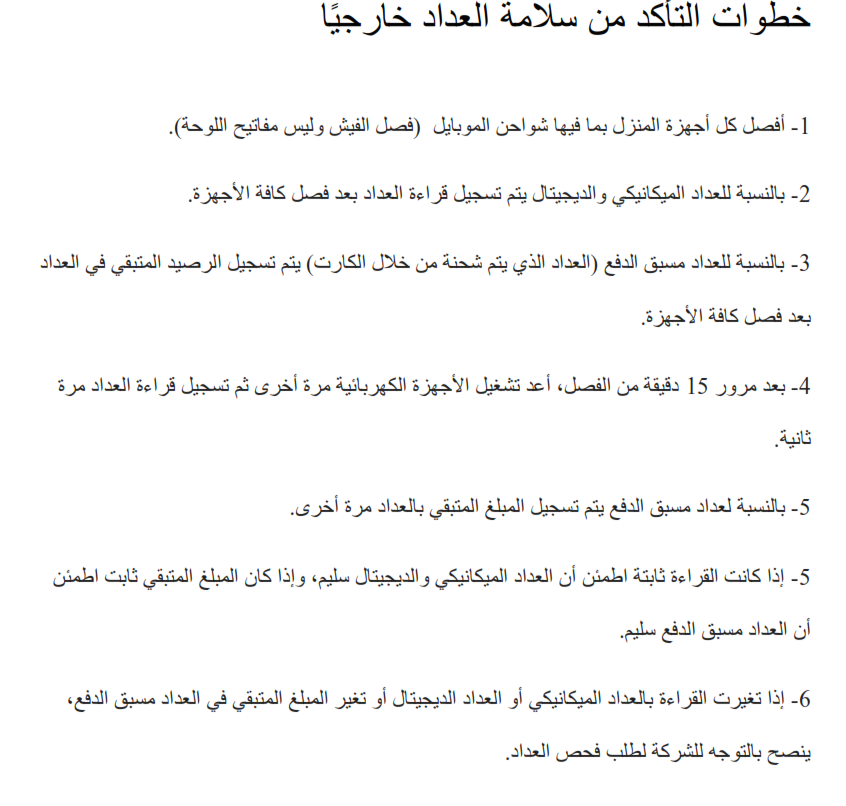 خطوات التأكد من سلامة العداد خارجيًا
1- أفصل كل أجهزة المنزل بما فيها شواحن الموبايل (فصل الفيش وليس مفاتيح اللوحة).
2- بالنسبة للعداد الميكانيكي والديجيتال يتم تسجيل قراءة العداد بعد فصل كافة الأجهزة.
3- بالنسبة للعداد مسبق الدفع (العداد الذي يتم شحنة من خلال الكارت) يتم تسجيل الرصيد المتبقي في العداد
بعد فصل كافة الأجهزة.
4- بعد مرور 15 دقيقة من الفصل، أعد تشغيل الأجهزة الكهربائية مرة أخرى ثم تسجيل قراءة العداد مرة
ثانية.
5- بالنسبة لعداد مسبق الدفع يتم تسجيل المبلغ المتبقي بالعداد مرة أخرى.
5- إذا كانت القراءة ثابتة اطمئن أن العداد الميكانيكي والديجيتال سليم، وإذا كان المبلغ المتبقي ثابت اطمئن
أن العداد مسبق الدفع سليم.
6- إذا تغيرت القراءة بالعداد الميكانيكي أو العداد الديجيتال أو تغير المبلغ المتبقي في العداد مسبق الدفع،
ينصح بالتوجه للشركة لطلب فحص العداد.